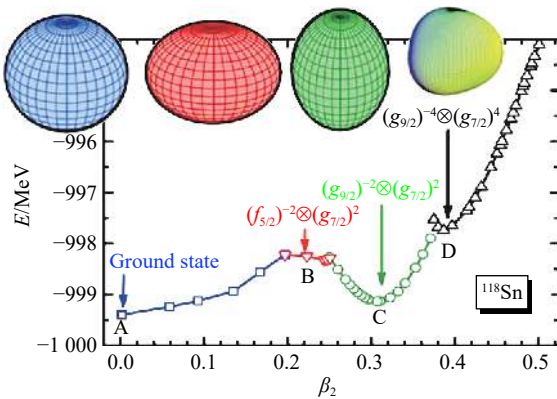 (g9/2)−4⊗(g7/2)4
−996
−997
(g9/2)−2⊗(g7/2)2
E/MeV
(f5/2)−2⊗(g7/2)2
−998
Ground state
B
D
118Sn
−999
A
C
−1 000
0.0 0.1 0.2 0.3 0.4 0.5
β2